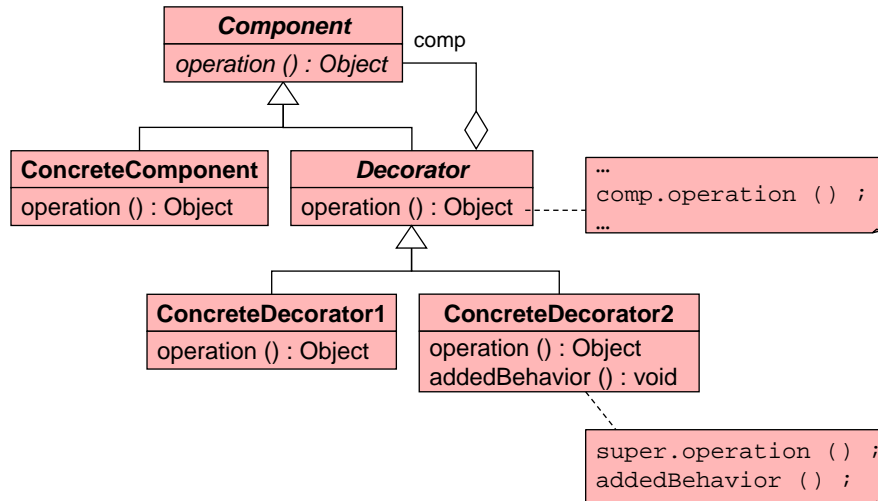 Component
comp
operation () : Object
ConcreteComponent
operation () : Object
Decorator
operation () : Object
…
comp.operation () ;
…
ConcreteDecorator1
operation () : Object
ConcreteDecorator2
operation () : Object
addedBehavior () : void
super.operation () ;
addedBehavior () ;